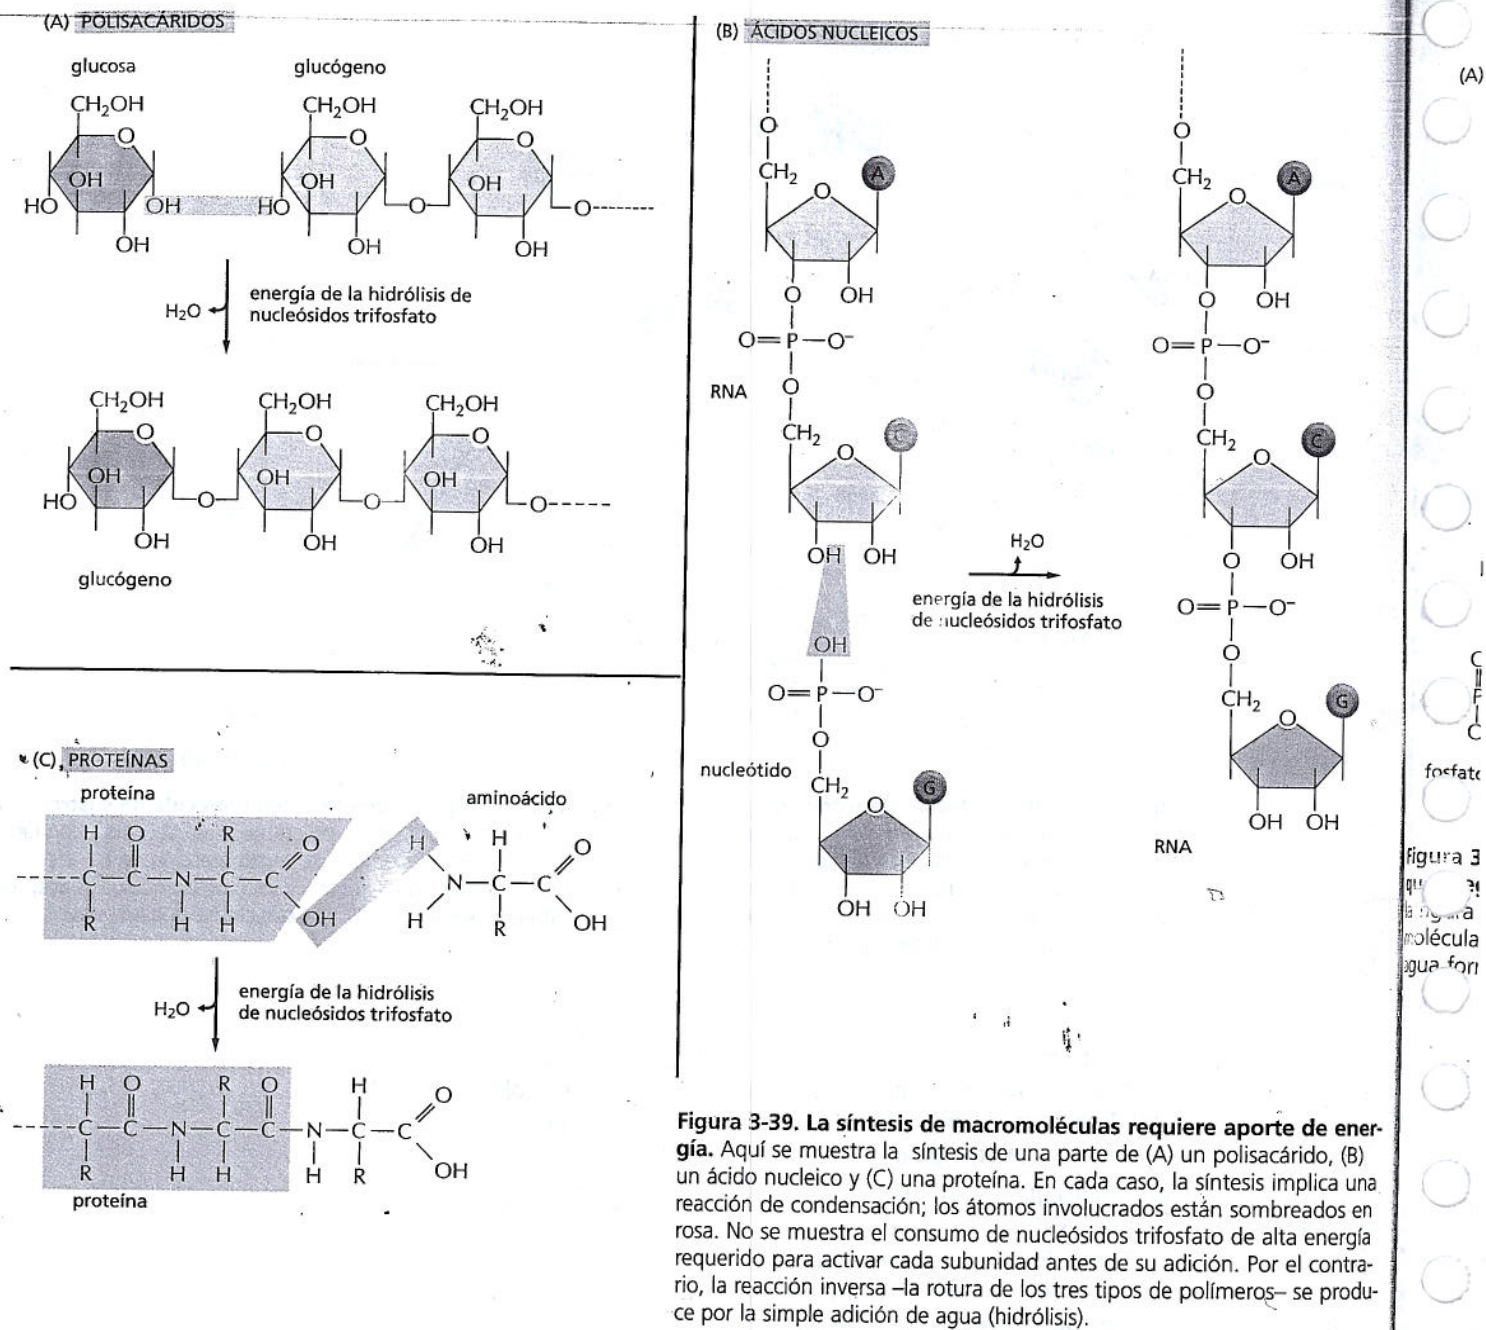 (A) POLISACÁRIDOS
glucosa
glucógeno
CH₂OH
CH₂OH
CH₂OH
O
O
O
OH
OH
OH
HO
OH
HO
O
O
OH
OH
OH
H₂O
energía de la hidrólisis de
nucleósidos trifosfato
CH₂OH
CH₂OH
CH₂OH
O
O
O
OH
OH
OH
HO
O
O
O
OH
OH
OH
glucógeno
(B) ÁCIDOS NUCLEICOS
O
CH₂
O
A
O
OH
O=P—O⁻
RNA
O
CH₂
O
C
OH
OH
OH
O=P—O⁻
O
nucleótido
CH₂
O
G
OH
OH
H₂O
energía de la hidrólisis
de nucleósidos trifosfato
O
CH₂
O
A
O
OH
O=P—O⁻
O
CH₂
O
C
O
OH
O=P—O⁻
O
CH₂
O
G
OH
OH
RNA
(C) PROTEÍNAS
proteína
aminoácido
H O R O H H O
C—C—N—C—C N—C—C
R H H OH H R OH
H₂O
energía de la hidrólisis
de nucleósidos trifosfato
H O R O H O
C—C—N—C—C—N—C—C
R H H H R OH
proteína
Figura 3-39. La síntesis de macromoléculas requiere aporte de ener-
gía. Aquí se muestra la síntesis de una parte de (A) un polisacárido, (B)
un ácido nucleico y (C) una proteína. En cada caso, la síntesis implica una
reacción de condensación; los átomos involucrados están sombreados en
rosa. No se muestra el consumo de nucleósidos trifosfato de alta energía
requerido para activar cada subunidad antes de su adición. Por el contra-
rio, la reacción inversa –la rotura de los tres tipos de polímeros– se produ-
ce por la simple adición de agua (hidrólisis).
(A)
fosfato
Figura 3
molécula
agua for